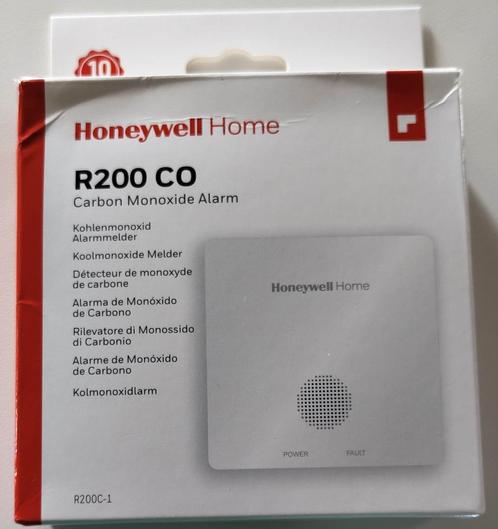 10
Honeywell Home
R200 CO
Carbon Monoxide Alarm
Kohlenmonoxid
Alarmmelder
Koolmonoxide Melder
Détecteur de monoxyde
de carbone
Alarma de Monóxido
de Carbono
Rilevatore di Monossido
di Carbonio
Alarme de Monóxido
de Carbono
Kolmonoxidlarm
Honeywell Home
POWER FAULT
R200C-1